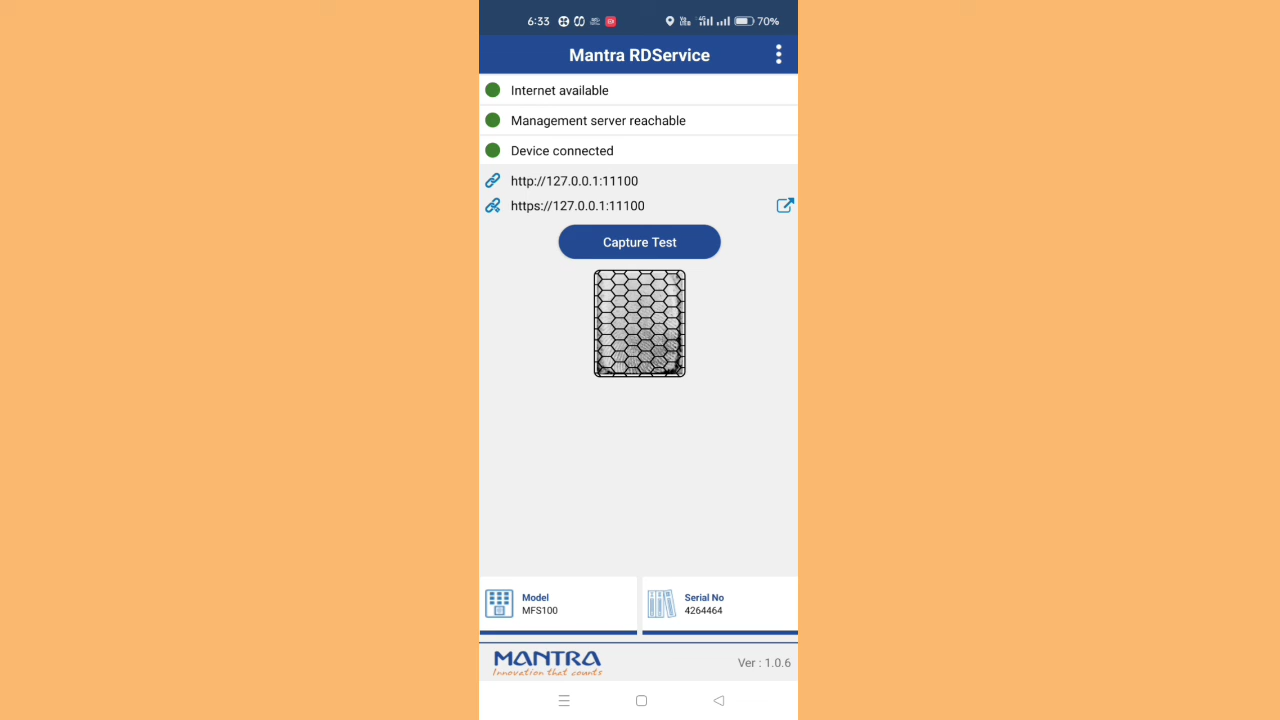 6:33 70%
Mantra RDService
Internet available
Management server reachable
Device connected
http://127.0.0.1:11100
https://127.0.0.1:11100
Capture Test
Model
MFS100
Serial No
4264464
MANTRA
Innovation that counts
Ver : 1.0.6